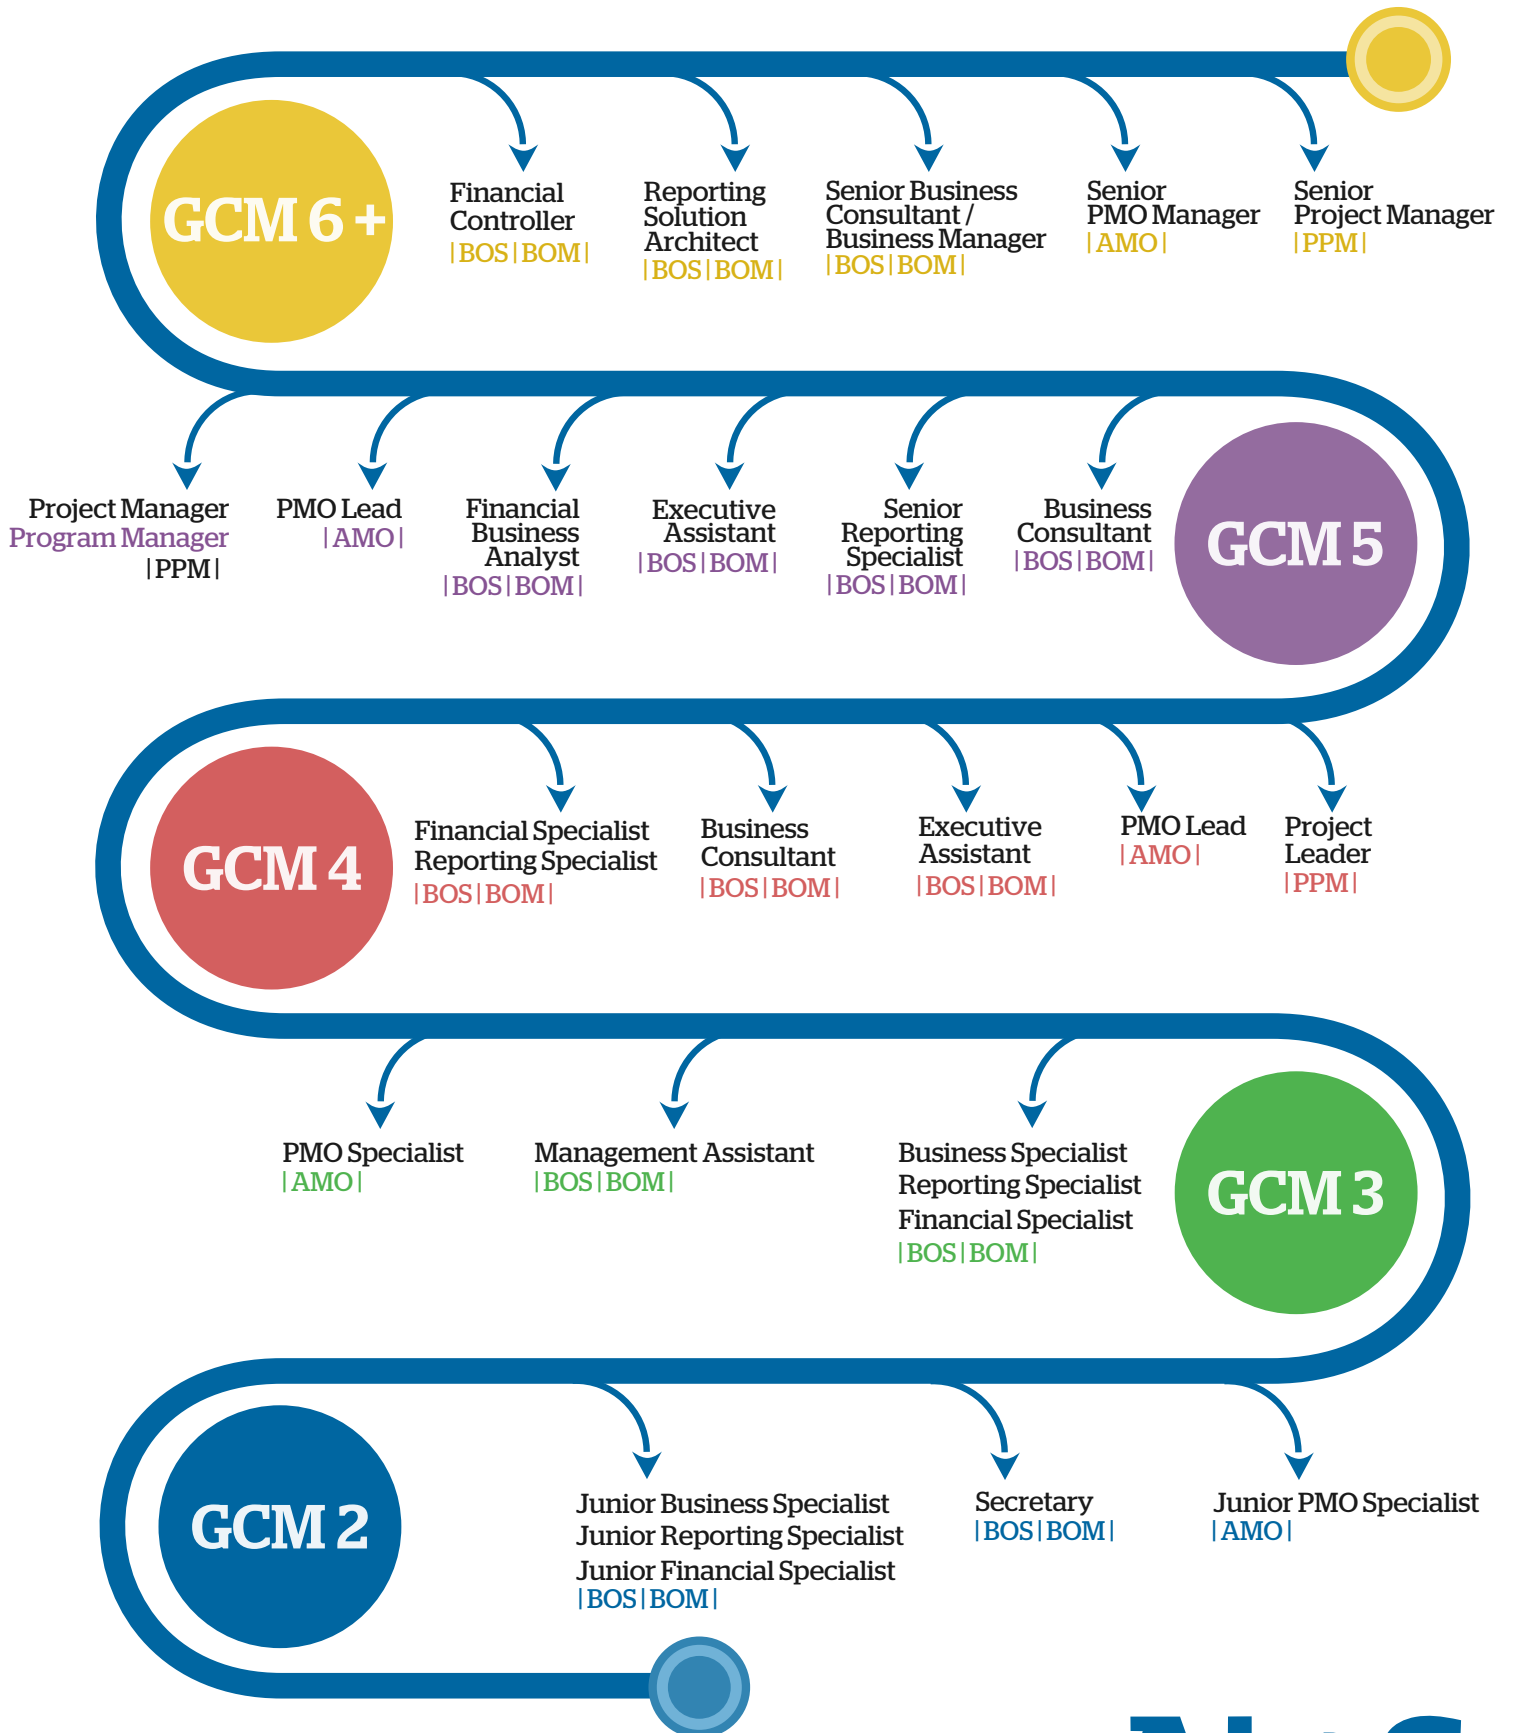 GCM 6 +
Financial
Controller
|BOS|BOM|
Reporting
Solution
Architect
|BOS|BOM|
Senior Business
Consultant /
Business Manager
|BOS|BOM|
Senior
PMO Manager
|AMO|
Senior
Project Manager
|PPM|
Project Manager
Program Manager
|PPM|
PMO Lead
|AMO|
Financial
Business
Analyst
|BOS|BOM|
Executive
Assistant
|BOS|BOM|
Senior
Reporting
Specialist
|BOS|BOM|
Business
Consultant
|BOS|BOM|
GCM 5
GCM 4
Financial Specialist
Reporting Specialist
|BOS|BOM|
Business
Consultant
|BOS|BOM|
Executive
Assistant
|BOS|BOM|
PMO Lead
|AMO|
Project
Leader
|PPM|
PMO Specialist
|AMO|
Management Assistant
|BOS|BOM|
Business Specialist
Reporting Specialist
Financial Specialist
|BOS|BOM|
GCM 3
GCM 2
Junior Business Specialist
Junior Reporting Specialist
Junior Financial Specialist
|BOS|BOM|
Secretary
|BOS|BOM|
Junior PMO Specialist
|AMO|